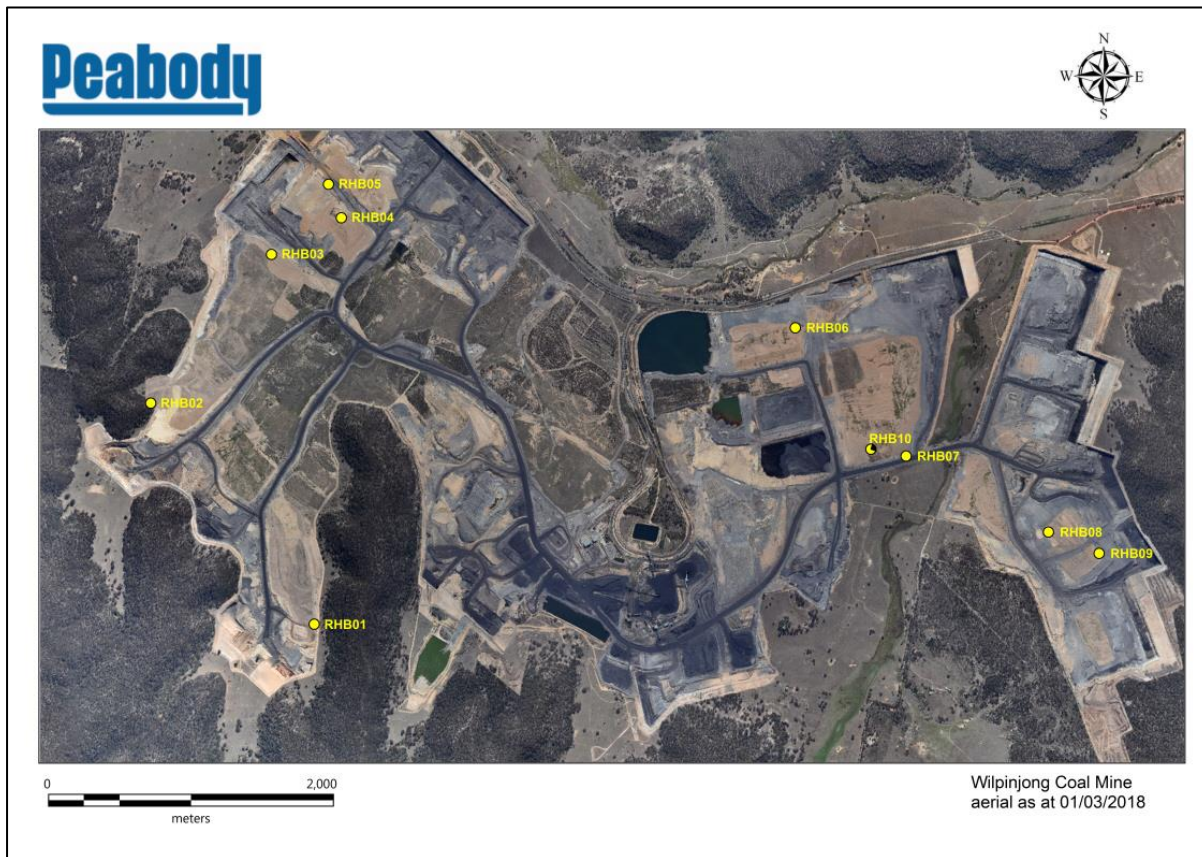 Peabody
N
W E
S
RHB05
RHB04
RHB03
RHB06
RHB02
RHB10
RHB07
RHB08
RHB09
RHB01
0 2,000
meters
Wilpinjong Coal Mine
aerial as at 01/03/2018